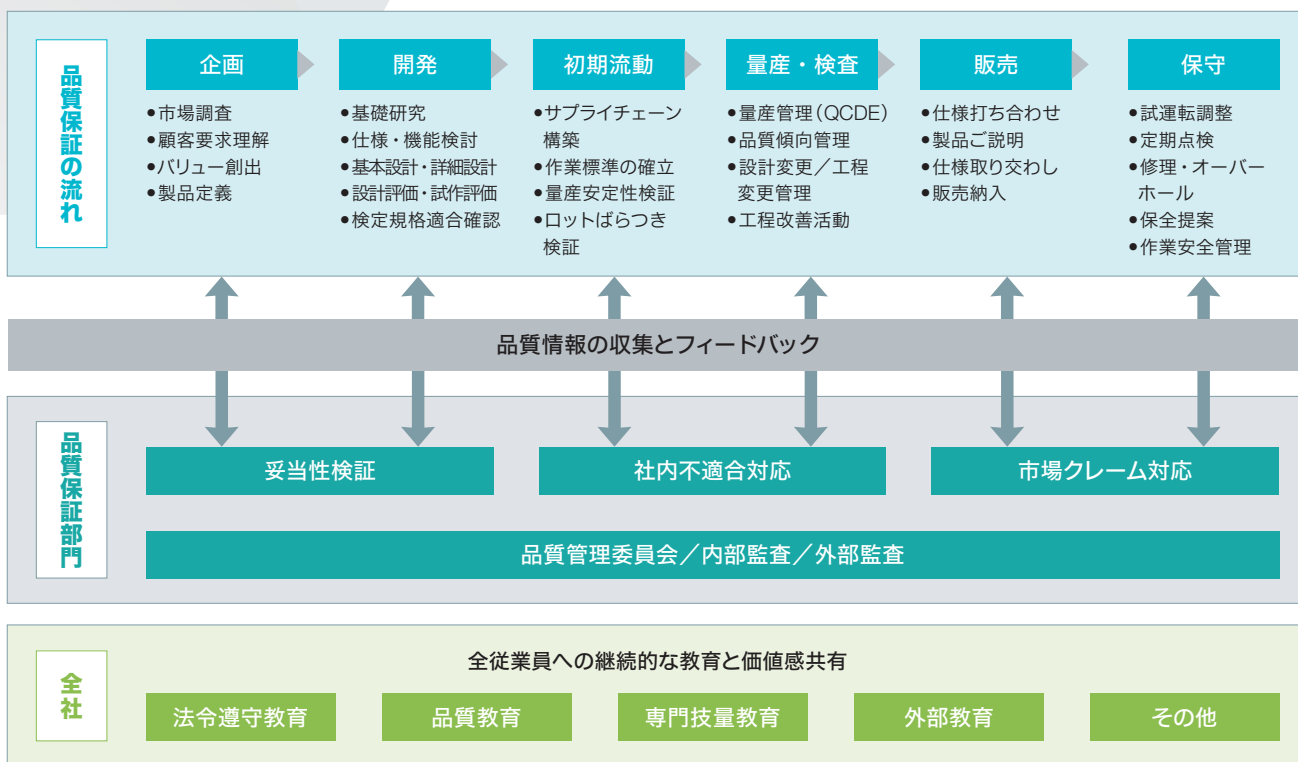 品質保証の流れ
企画
•市場調査
•顧客要求理解
•バリュー創出
•製品定義
開発
•基礎研究
•仕様・機能検討
•基本設計・詳細設計
•設計評価・試作評価
•検定規格適合確認
初期流動
•サプライチェーン
構築
•作業標準の確立
•量産安定性検証
•ロットばらつき
検証
量産・検査
•量産管理（QCDE）
•品質傾向管理
•設計変更／工程
変更管理
•工程改善活動
販売
•仕様打ち合わせ
•製品ご説明
•仕様取り交わし
•販売納入
保守
•試運転調整
•定期点検
•修理・オーバー
ホール
•保全提案
•作業安全管理
品質情報の収集とフィードバック
品質保証部門
妥当性検証
社内不適合対応
市場クレーム対応
品質管理委員会／内部監査／外部監査
全社
全従業員への継続的な教育と価値感共有
法令遵守教育
品質教育
専門技量教育
外部教育
その他